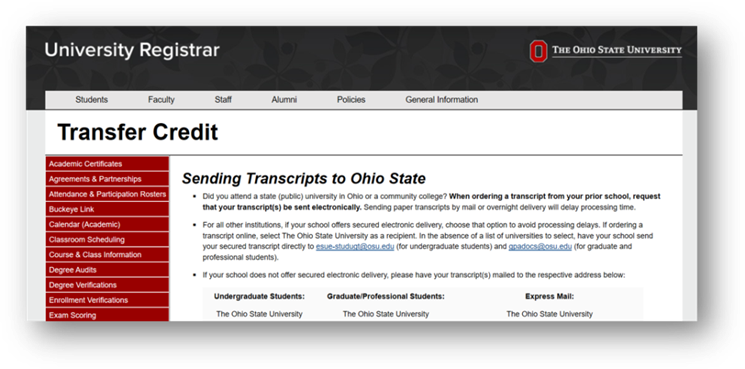 University Registrar
THE OHIO STATE UNIVERSITY
Students Faculty Staff Alumni Policies General Information
Transfer Credit
Academic Certificates
Agreements & Partnerships
Attendance & Participation Rosters
Buckeye Link
Calendar (Academic)
Classroom Scheduling
Course & Class Information
Degree Audits
Degree Verifications
Enrollment Verifications
Exam Scoring
Sending Transcripts to Ohio State
• Did you attend a state (public) university in Ohio or a community college? When ordering a transcript from your prior school, request
that your transcript(s) be sent electronically. Sending paper transcripts by mail or overnight delivery will delay processing time.
• For all other institutions, if your school offers secured electronic delivery, choose that option to avoid processing delays. If ordering a
transcript online, select The Ohio State University as a recipient. In the absence of a list of universities to select, have your school send
your secured transcript directly to esue-studugt@osu.edu (for undergraduate students) and gpadocs@osu.edu (for graduate and
professional students).
• If your school does not offer secured electronic delivery, please have your transcript(s) mailed to the respective address below:
Undergraduate Students: Graduate/Professional Students: Express Mail:
The Ohio State University The Ohio State University The Ohio State University